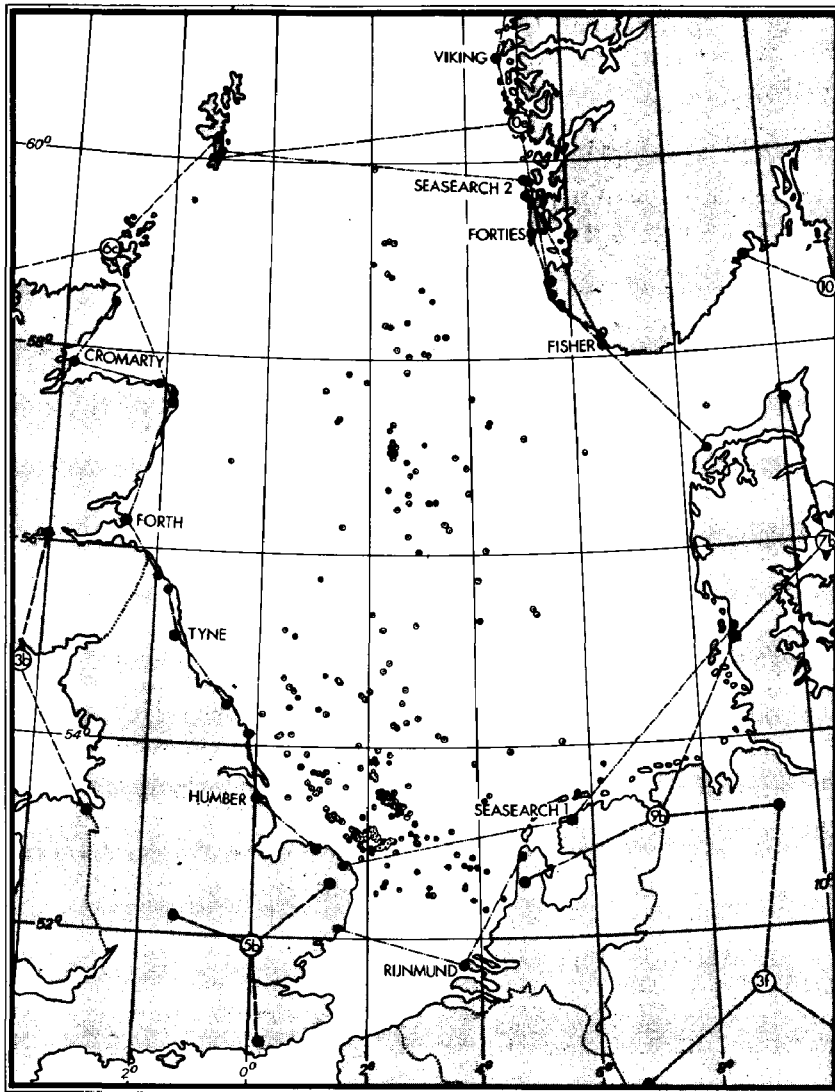 VIKING
60°
SEASEARCH 2
FORTIES
6c
10
58°
CROMARTY
FISHER
FORTH
56°
TYNE
3b
54°
HUMBER
SEASEARCH 1
9b
10°
52°
5b
RIJNMUND
3f
2°
0°
2°
4°
6°
8°